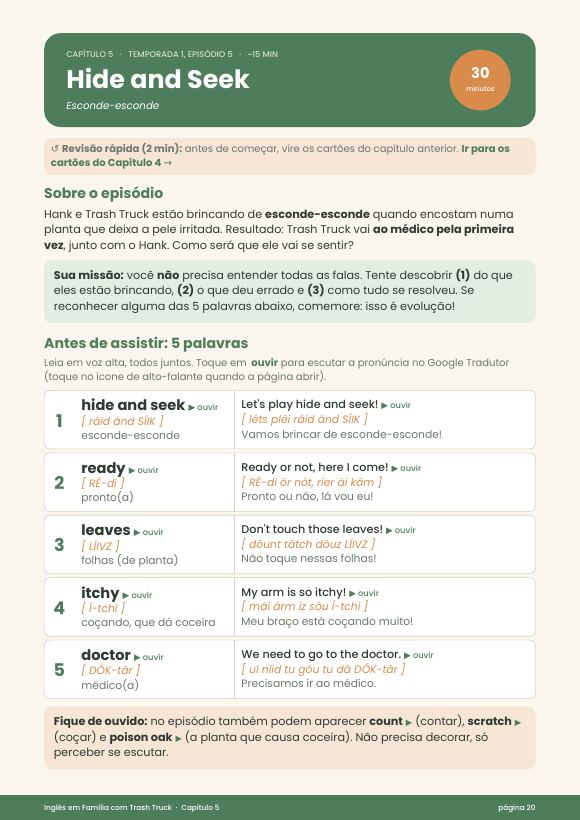 CAPÍTULO 5 · TEMPORADA 1, EPISÓDIO 5 · ~15 MIN
Hide and Seek
Esconde-esconde
30
minutos
↺ Revisão rápida (2 min): antes de começar, vire os cartões do capítulo anterior. Ir para os
cartões do Capítulo 4 →
Sobre o episódio
Hank e Trash Truck estão brincando de esconde-esconde quando encostam numa
planta que deixa a pele irritada. Resultado: Trash Truck vai ao médico pela primeira
vez, junto com o Hank. Como será que ele vai se sentir?
Sua missão: você não precisa entender todas as falas. Tente descobrir (1) do que
eles estão brincando, (2) o que deu errado e (3) como tudo se resolveu. Se
reconhecer alguma das 5 palavras abaixo, comemore: isso é evolução!
Antes de assistir: 5 palavras
Leia em voz alta, todos juntos. Toque em ouvir para escutar a pronúncia no Google Tradutor
(toque no ícone de alto-falante quando a página abrir).
1
hide and seek ▶ ouvir
[ ráid änd SÍIK ]
esconde-esconde
Let's play hide and seek! ▶ ouvir
[ léts plêi ráid änd SÍIK ]
Vamos brincar de esconde-esconde!
2
ready ▶ ouvir
[ RÉ-di ]
pronto(a)
Ready or not, here I come! ▶ ouvir
[ RÉ-di ór nót, ríer ái kâm ]
Pronto ou não, lá vou eu!
3
leaves ▶ ouvir
[ LÍIVZ ]
folhas (de planta)
Don't touch those leaves! ▶ ouvir
[ dôunt tâtch dôuz LÍIVZ ]
Não toque nessas folhas!
4
itchy ▶ ouvir
[ Í-tchi ]
coçando, que dá coceira
My arm is so itchy! ▶ ouvir
[ mái árm iz sôu Í-tchi ]
Meu braço está coçando muito!
5
doctor ▶ ouvir
[ DÓK-târ ]
médico(a)
We need to go to the doctor. ▶ ouvir
[ uí níid tu gôu tu dâ DÓK-târ ]
Precisamos ir ao médico.
Fique de ouvido: no episódio também podem aparecer count ▶ (contar), scratch ▶
(coçar) e poison oak ▶ (a planta que causa coceira). Não precisa decorar, só
perceber se escutar.
Inglês em Família com Trash Truck · Capítulo 5
página 20